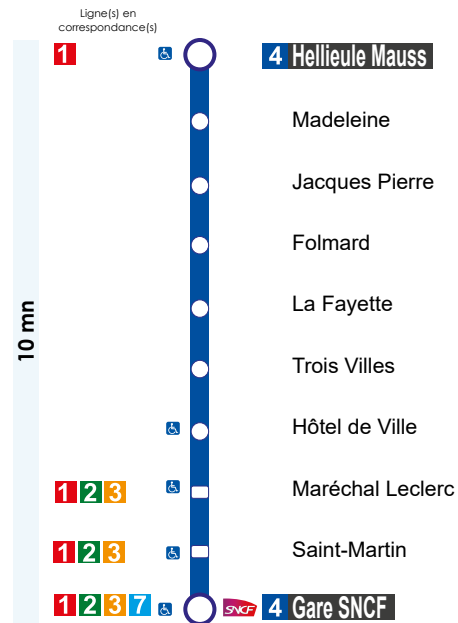 Ligne(s) en
correspondance(s)
1 4 Hellieule Mauss
Madeleine
Jacques Pierre
Folmard
La Fayette
Trois Villes
Hôtel de Ville
1 2 3 Maréchal Leclerc
1 2 3 Saint-Martin
1 2 3 7 SNCF 4 Gare SNCF
10 mn